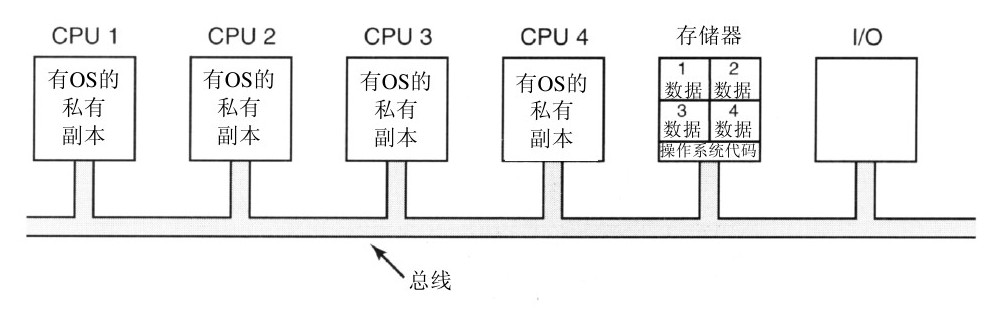 CPU 1
CPU 2
CPU 3
CPU 4
存储器
I/O
有OS的
私有
副本
有OS的
私有
副本
有OS的
私有
副本
有OS的
私有
副本
1
数据
2
数据
3
数据
4
数据
操作系统代码
总线